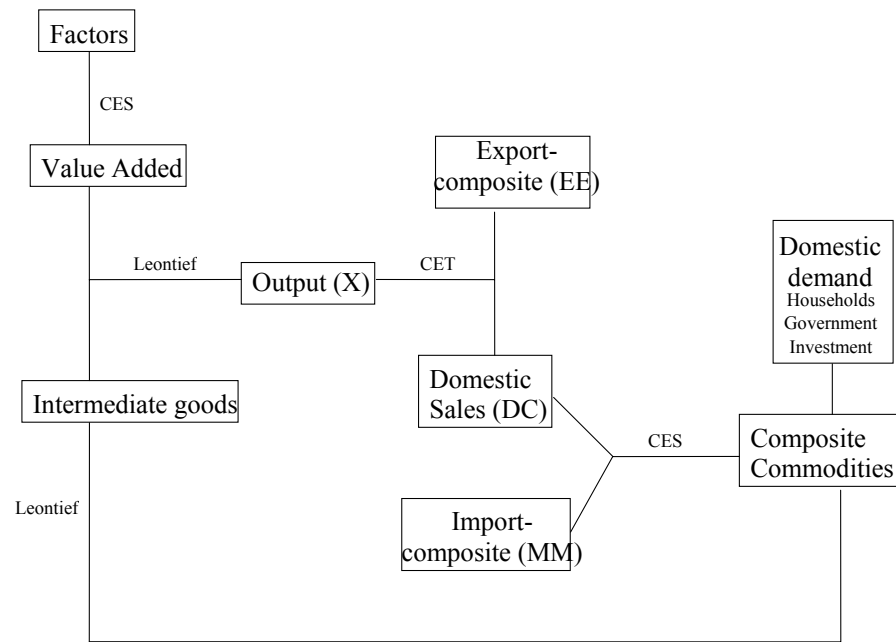 Factors
CES
Value Added
Export-
composite (EE)
Leontief
Output (X)
CET
Domestic
demand
Households
Government
Investment
Intermediate goods
Domestic
Sales (DC)
CES
Composite
Commodities
Leontief
Import-
composite (MM)